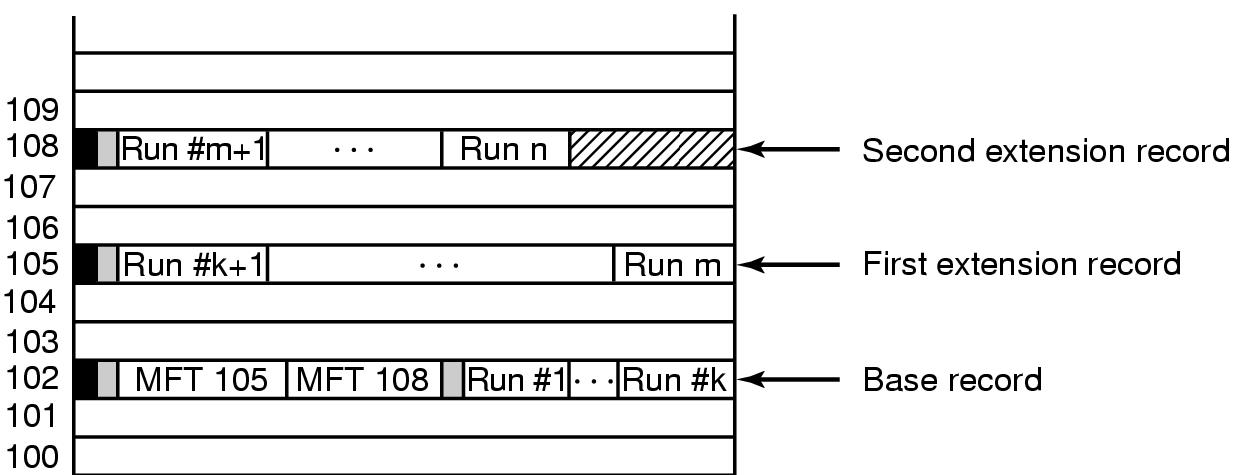 109
108 Run #m+1 ... Run n Second extension record
107
106
105 Run #k+1 ... Run m First extension record
104
103
102 MFT 105 MFT 108 Run #1 ... Run #k Base record
101
100